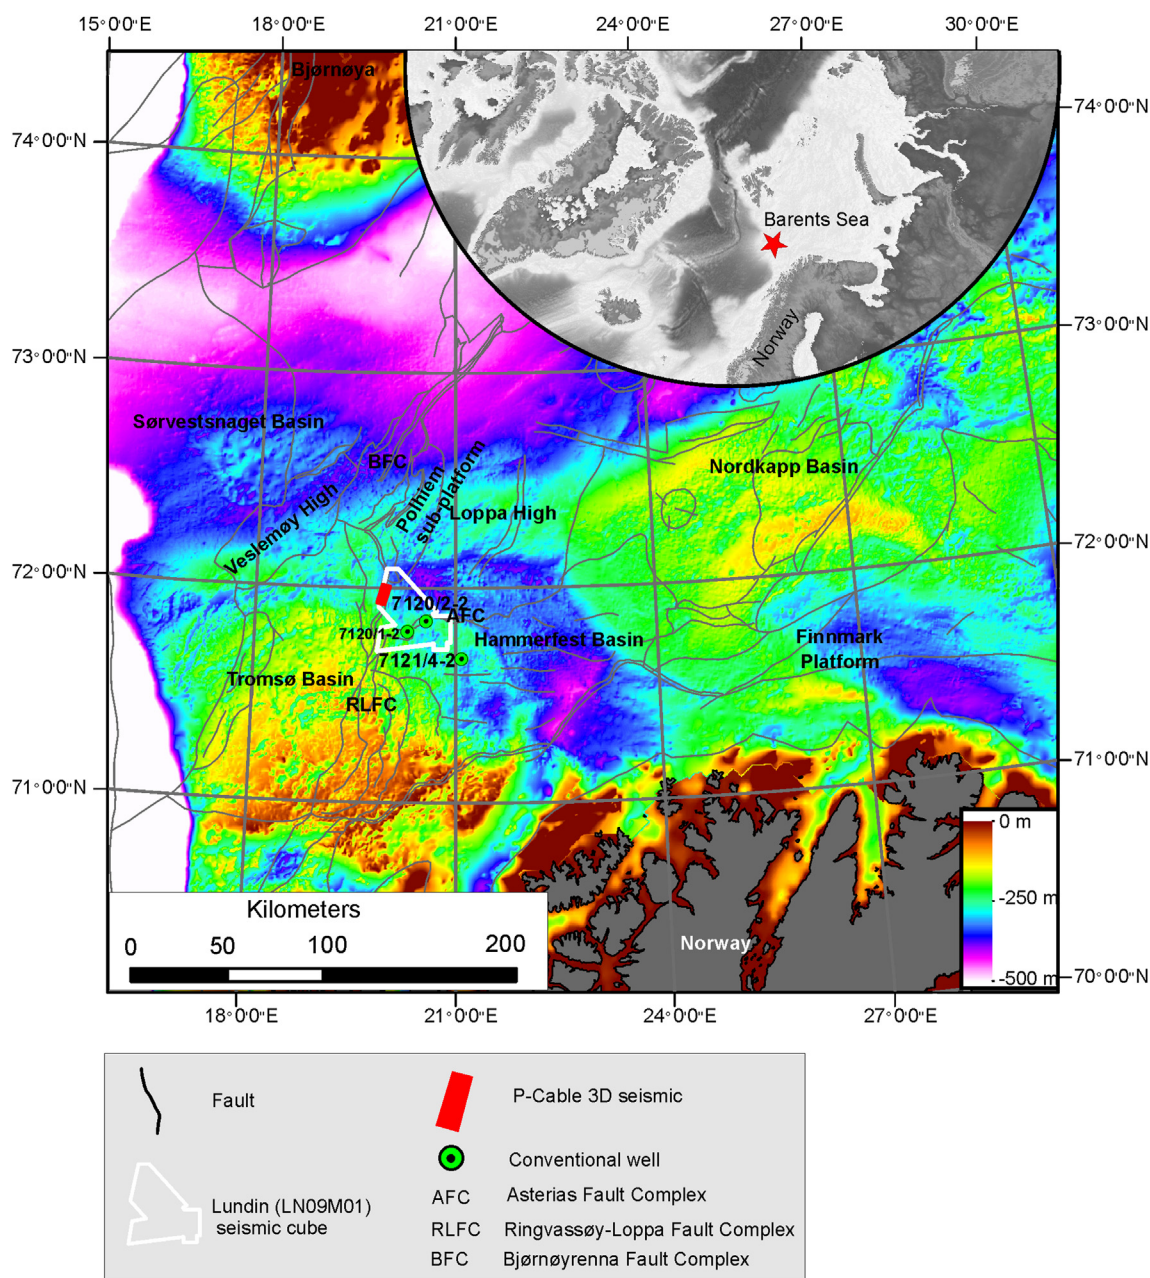 15°0'0"E
18°0'0"E
21°0'0"E
24°0'0"E
27°0'0"E
30°0'0"E
Bjørnøya
74°0'0"N
74°0'0"N
Barents Sea
Norway
73°0'0"N
73°0'0"N
Sørvestsnaget Basin
BFC
Polhiem
sub-platform
Nordkapp Basin
Veslemøy High
Loppa High
72°0'0"N
72°0'0"N
7120/2-2
AFC
7120/1-2
Hammerfest Basin
Finnmark
Platform
7121/4-2
Tromsø Basin
RLFC
71°0'0"N
71°0'0"N
0 m
-250 m
-500 m
Kilometers
0
50
100
200
Norway
70°0'0"N
18°0'0"E
21°0'0"E
24°0'0"E
27°0'0"E
Fault
P-Cable 3D seismic
Conventional well
Lundin (LN09M01)
seismic cube
AFC
Asterias Fault Complex
RLFC
Ringvassøy-Loppa Fault Complex
BFC
Bjørnøyrenna Fault Complex